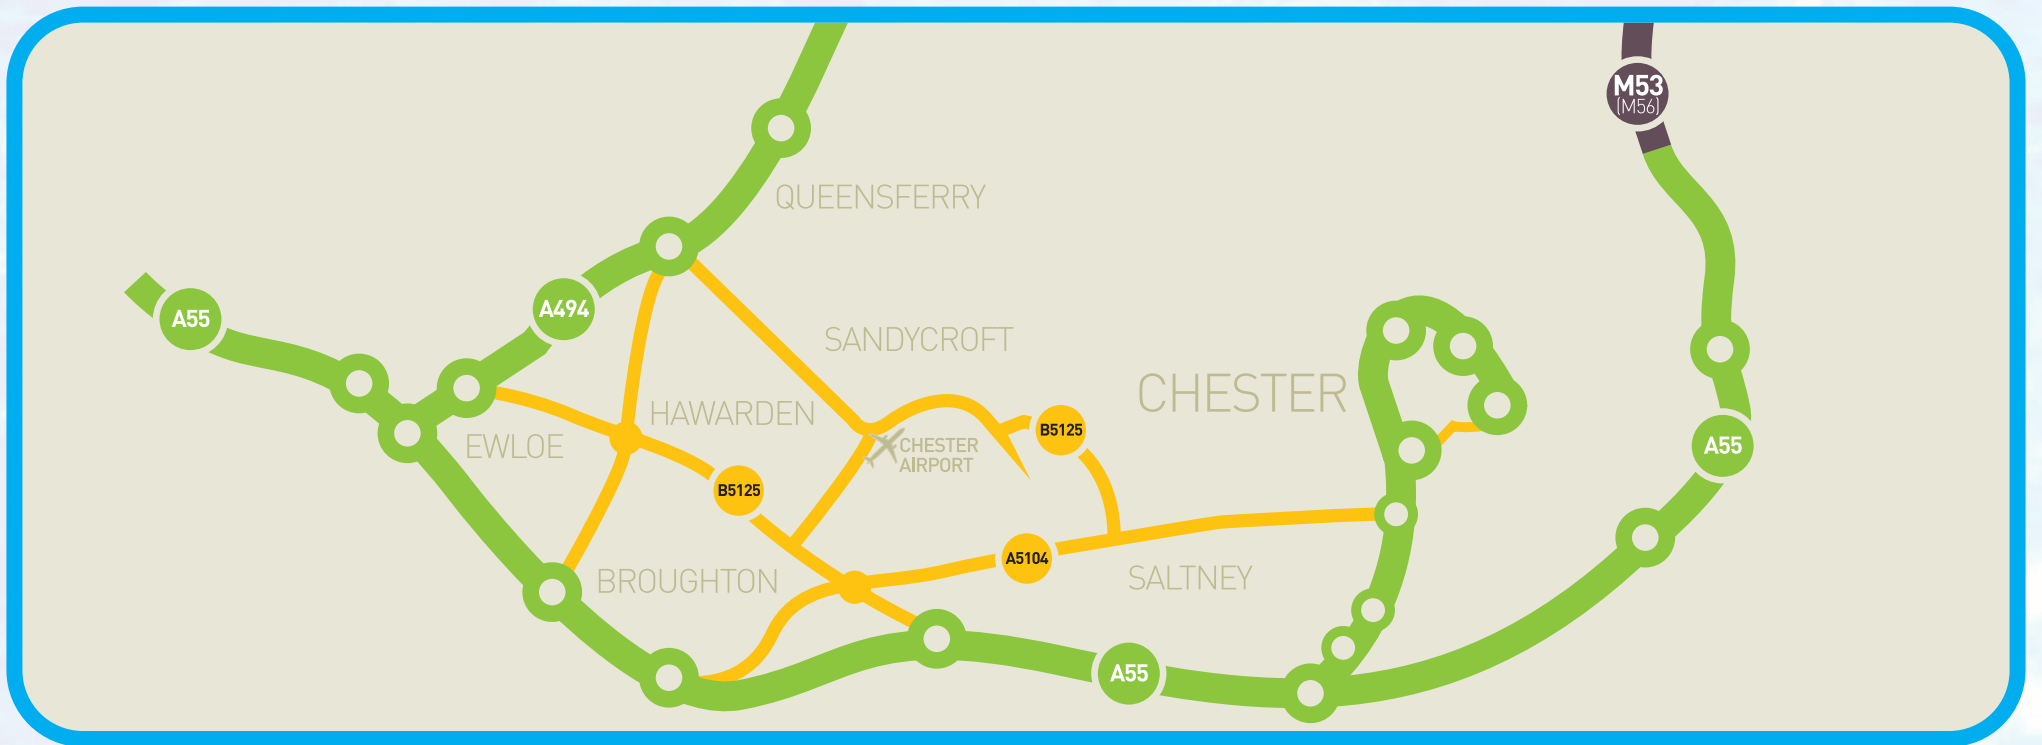 M53
(M56)
QUEENSFERRY
A55
A494
SANDYCROFT
CHESTER
HAWARDEN
B5125
EWLOE
CHESTER
AIRPORT
A55
B5125
A5104
BROUGHTON
SALTNEY
A55